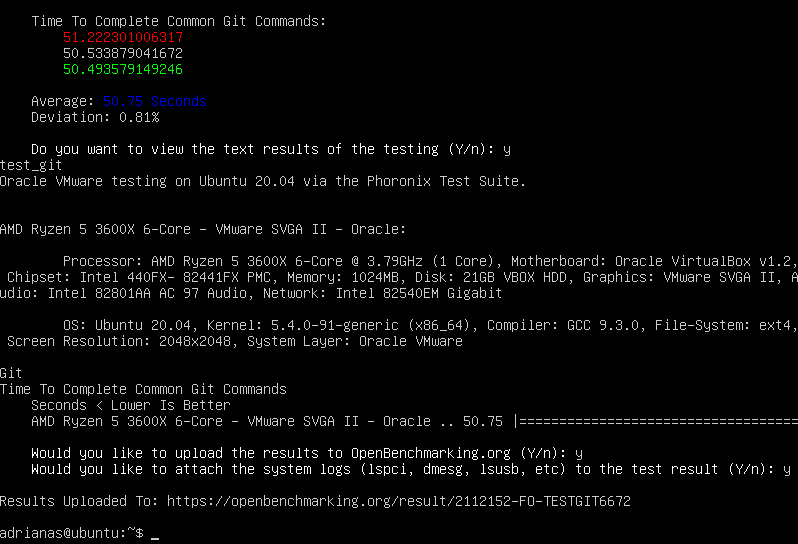 Time To Complete Common Git Commands:
51.222301006317
50.533879041672
50.493579149246
Average: 50.75 Seconds
Deviation: 0.81%
Do you want to view the text results of the testing (Y/n): y
test_git
Oracle VMware testing on Ubuntu 20.04 via the Phoronix Test Suite.
AMD Ryzen 5 3600X 6-Core - VMware SVGA II - Oracle:
Processor: AMD Ryzen 5 3600X 6-Core @ 3.79GHz (1 Core), Motherboard: Oracle VirtualBox v1.2,
Chipset: Intel 440FX- 82441FX PMC, Memory: 1024MB, Disk: 21GB VBOX HDD, Graphics: VMware SVGA II, A
udio: Intel 82801AA AC 97 Audio, Network: Intel 82540EM Gigabit
OS: Ubuntu 20.04, Kernel: 5.4.0-91-generic (x86_64), Compiler: GCC 9.3.0, File-System: ext4,
Screen Resolution: 2048x2048, System Layer: Oracle VMware
Git
Time To Complete Common Git Commands
Seconds < Lower Is Better
AMD Ryzen 5 3600X 6-Core - VMware SVGA II - Oracle .. 50.75 |===================================
Would you like to upload the results to OpenBenchmarking.org (Y/n): y
Would you like to attach the system logs (lspci, dmesg, lsusb, etc) to the test result (Y/n): y
Results Uploaded To: https://openbenchmarking.org/result/2112152-FO-TESTGIT6672
adrianas@ubuntu:~$ _